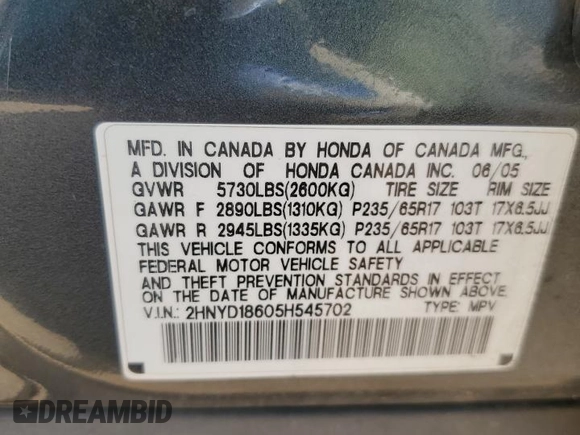 MFD. IN CANADA BY HONDA OF CANADA MFG.,
A DIVISION OF HONDA CANADA INC. 06/05
GVWR 5730LBS(2600KG) TIRE SIZE RIM SIZE
GAWR F 2890LBS(1310KG) P235/65R17 103T 17X6.5JJ
GAWR R 2945LBS(1335KG) P235/65R17 103T 17X6.5JJ
THIS VEHICLE CONFORMS TO ALL APPLICABLE
FEDERAL MOTOR VEHICLE SAFETY
AND THEFT PREVENTION STANDARDS IN EFFECT
ON THE DATE OF MANUFACTURE SHOWN ABOVE.
V.I.N.: 2HNYD18605H545702 TYPE: MPV
DREAMBID